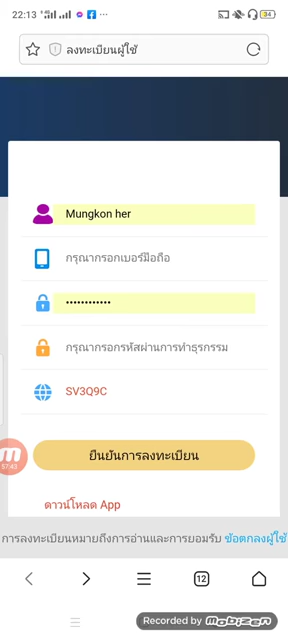 22:13
94
ลงทะเบียนผู้ใช้
Mungkon her
กรุณากรอกเบอร์มือถือ
••••••••••••
กรุณากรอกรหัสผ่านการทำธุรกรรม
SV3Q9C
ยืนยันการลงทะเบียน
57:43
ดาวน์โหลด App
การลงทะเบียนหมายถึงการอ่านและการยอมรับ ข้อตกลงผู้ใช้
12
Recorded by mobizen